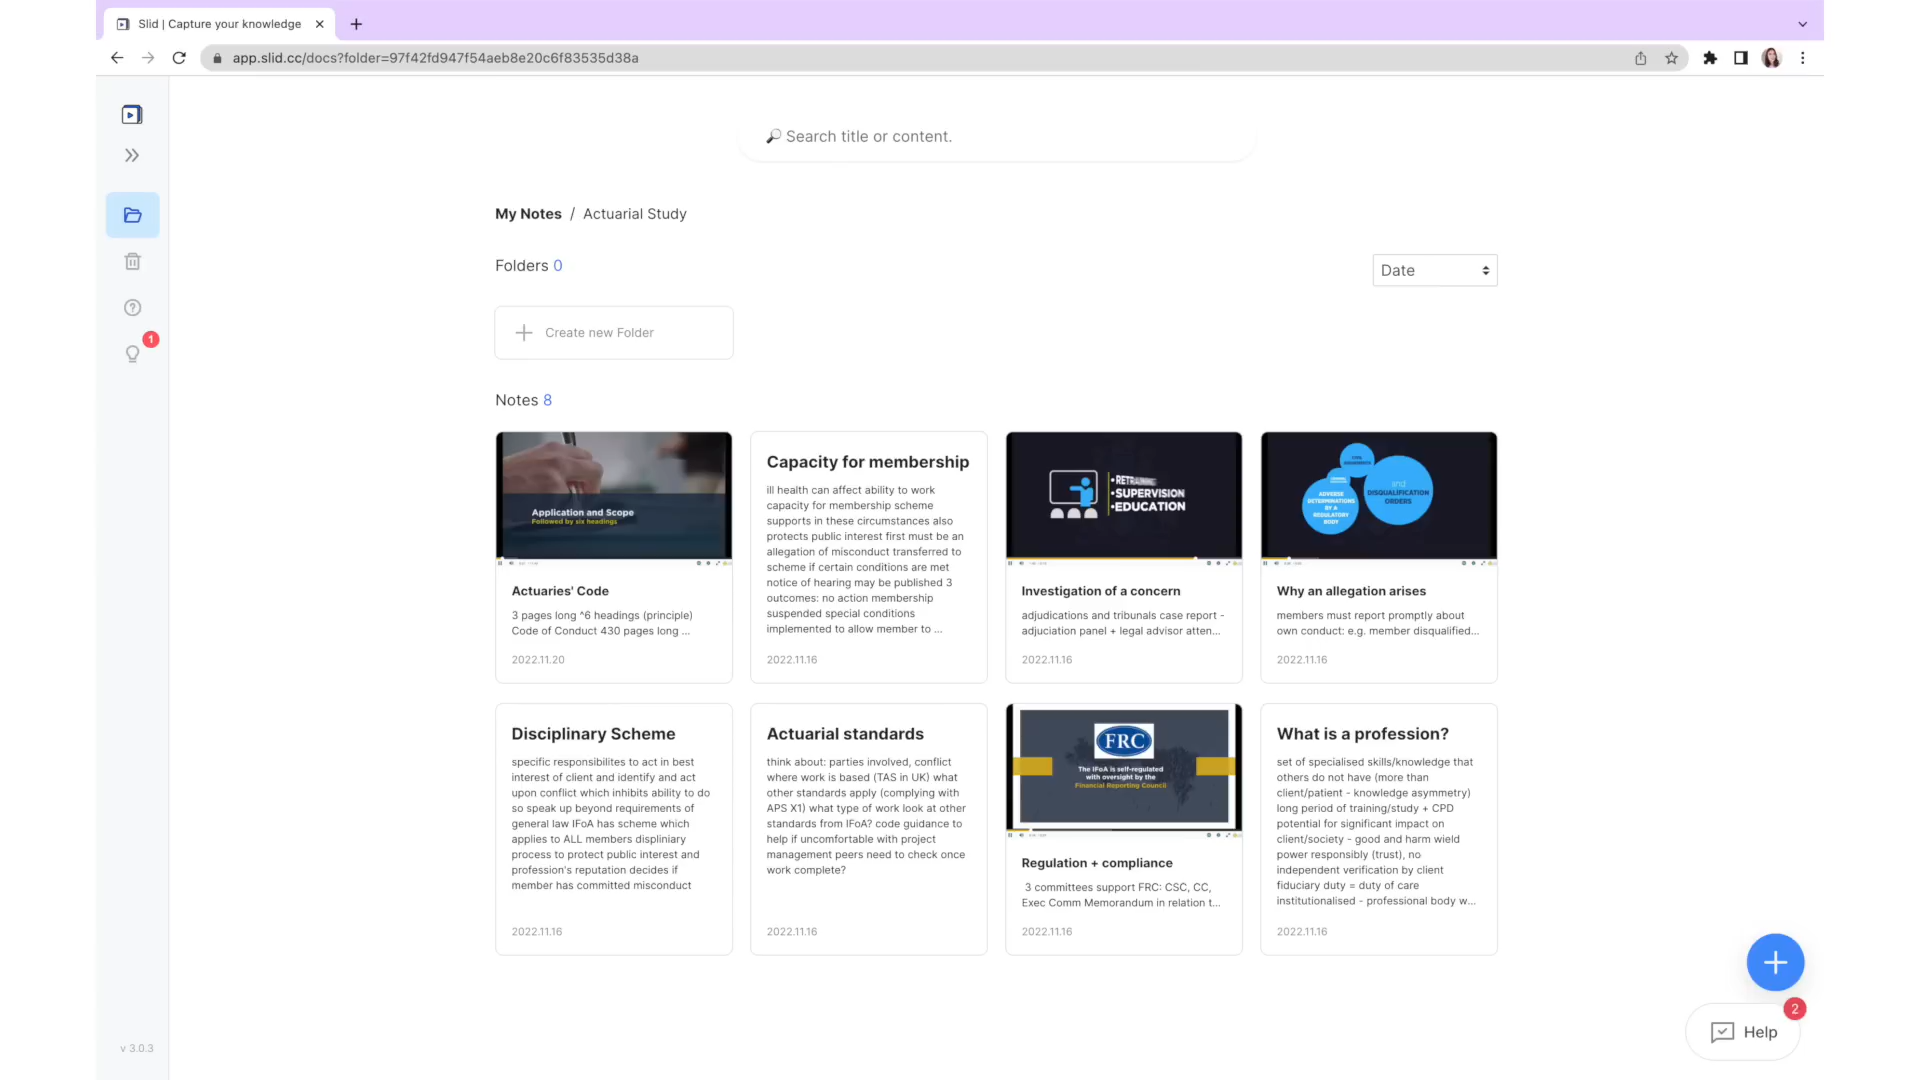 Slid | Capture your knowledge
app.slid.cc/docs?folder=97f42fd947f54aeb8e20c6f83535d38a
Search title or content.
My Notes / Actuarial Study
Folders 0
Date
Create new Folder
1
Notes 8
Application and Scope
Followed by six headings
Actuaries' Code
3 pages long ^6 headings (principle)
Code of Conduct 430 pages long ...
2022.11.20
Capacity for membership
ill health can affect ability to work
capacity for membership scheme
supports in these circumstances also
protects public interest first must be an
allegation of misconduct transferred to
scheme if certain conditions are met
notice of hearing may be published 3
outcomes: no action membership
suspended special conditions
implemented to allow member to ...
2022.11.16
•SUPERVISION
•EDUCATION
Investigation of a concern
adjudications and tribunals case report -
adjuciation panel + legal advisor atten...
2022.11.16
ADVERSE
DETERMINATIONS
BY A
REGULATORY
BODY
and
DISQUALIFICATION
ORDERS
Why an allegation arises
members must report promptly about
own conduct: e.g. member disqualified...
2022.11.16
Disciplinary Scheme
specific responsibilites to act in best
interest of client and identify and act
upon conflict which inhibits ability to do
so speak up beyond requirements of
general law IFoA has scheme which
applies to ALL members displiniary
process to protect public interest and
profession's reputation decides if
member has committed misconduct
2022.11.16
Actuarial standards
think about: parties involved, conflict
where work is based (TAS in UK) what
other standards apply (complying with
APS X1) what type of work look at other
standards from IFoA? code guidance to
help if uncomfortable with project
management peers need to check once
work complete?
2022.11.16
FRC
The IFoA is self-regulated
with oversight by the
Financial Reporting Council
Regulation + compliance
3 committees support FRC: CSC, CC,
Exec Comm Memorandum in relation t...
2022.11.16
What is a profession?
set of specialised skills/knowledge that
others do not have (more than
client/patient - knowledge asymmetry)
long period of training/study + CPD
potential for significant impact on
client/society - good and harm wield
power responsibly (trust), no
independent verification by client
fiduciary duty = duty of care
institutionalised - professional body w...
2022.11.16
2
Help
v 3.0.3